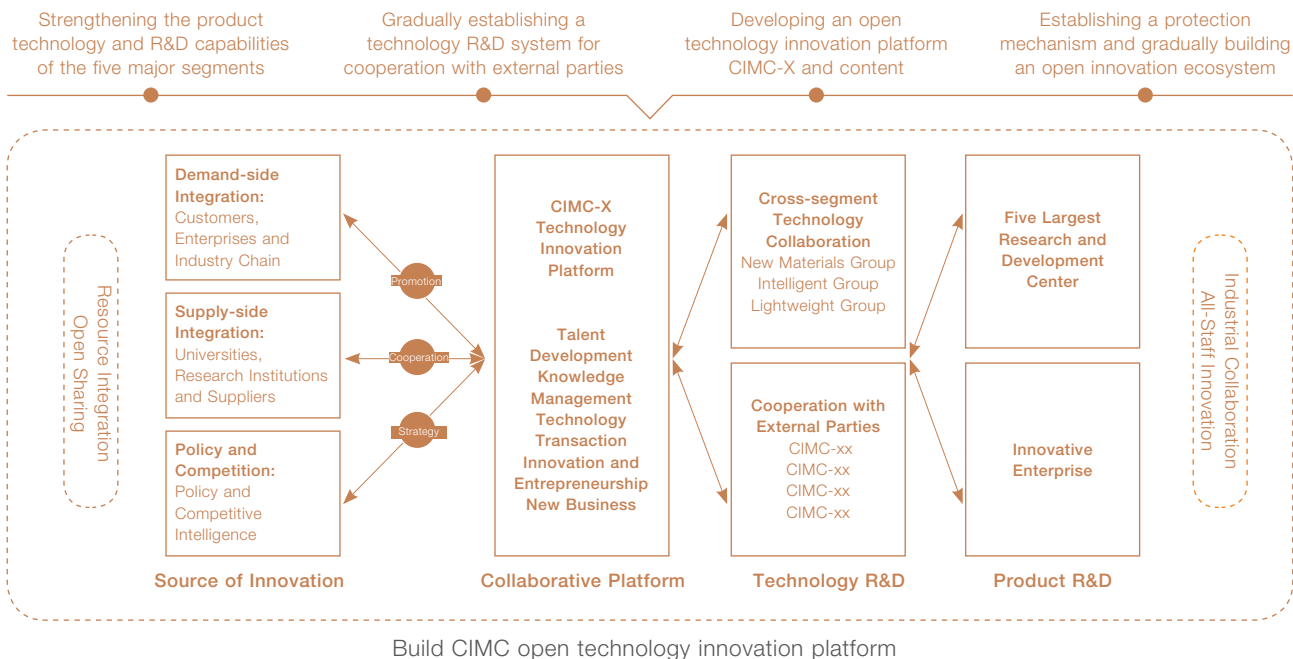 Strengthening the product
technology and R&D capabilities
of the five major segments
Gradually establishing a
technology R&D system for
cooperation with external parties
Developing an open
technology innovation platform
CIMC-X and content
Establishing a protection
mechanism and gradually building
an open innovation ecosystem
Resource Integration
Open Sharing
Demand-side
Integration:
Customers,
Enterprises and
Industry Chain
Supply-side
Integration:
Universities,
Research Institutions
and Suppliers
Policy and
Competition:
Policy and
Competitive
Intelligence
Source of Innovation
Promotion
Cooperation
Strategy
CIMC-X
Technology
Innovation
Platform
Talent
Development
Knowledge
Management
Technology
Transaction
Innovation and
Entrepreneurship
New Business
Collaborative Platform
Cross-segment
Technology
Collaboration
New Materials Group
Intelligent Group
Lightweight Group
Cooperation with
External Parties
CIMC-xx
CIMC-xx
CIMC-xx
CIMC-xx
Technology R&D
Five Largest
Research and
Development
Center
Innovative
Enterprise
Product R&D
Industrial Collaboration
All-Staff Innovation
Build CIMC open technology innovation platform